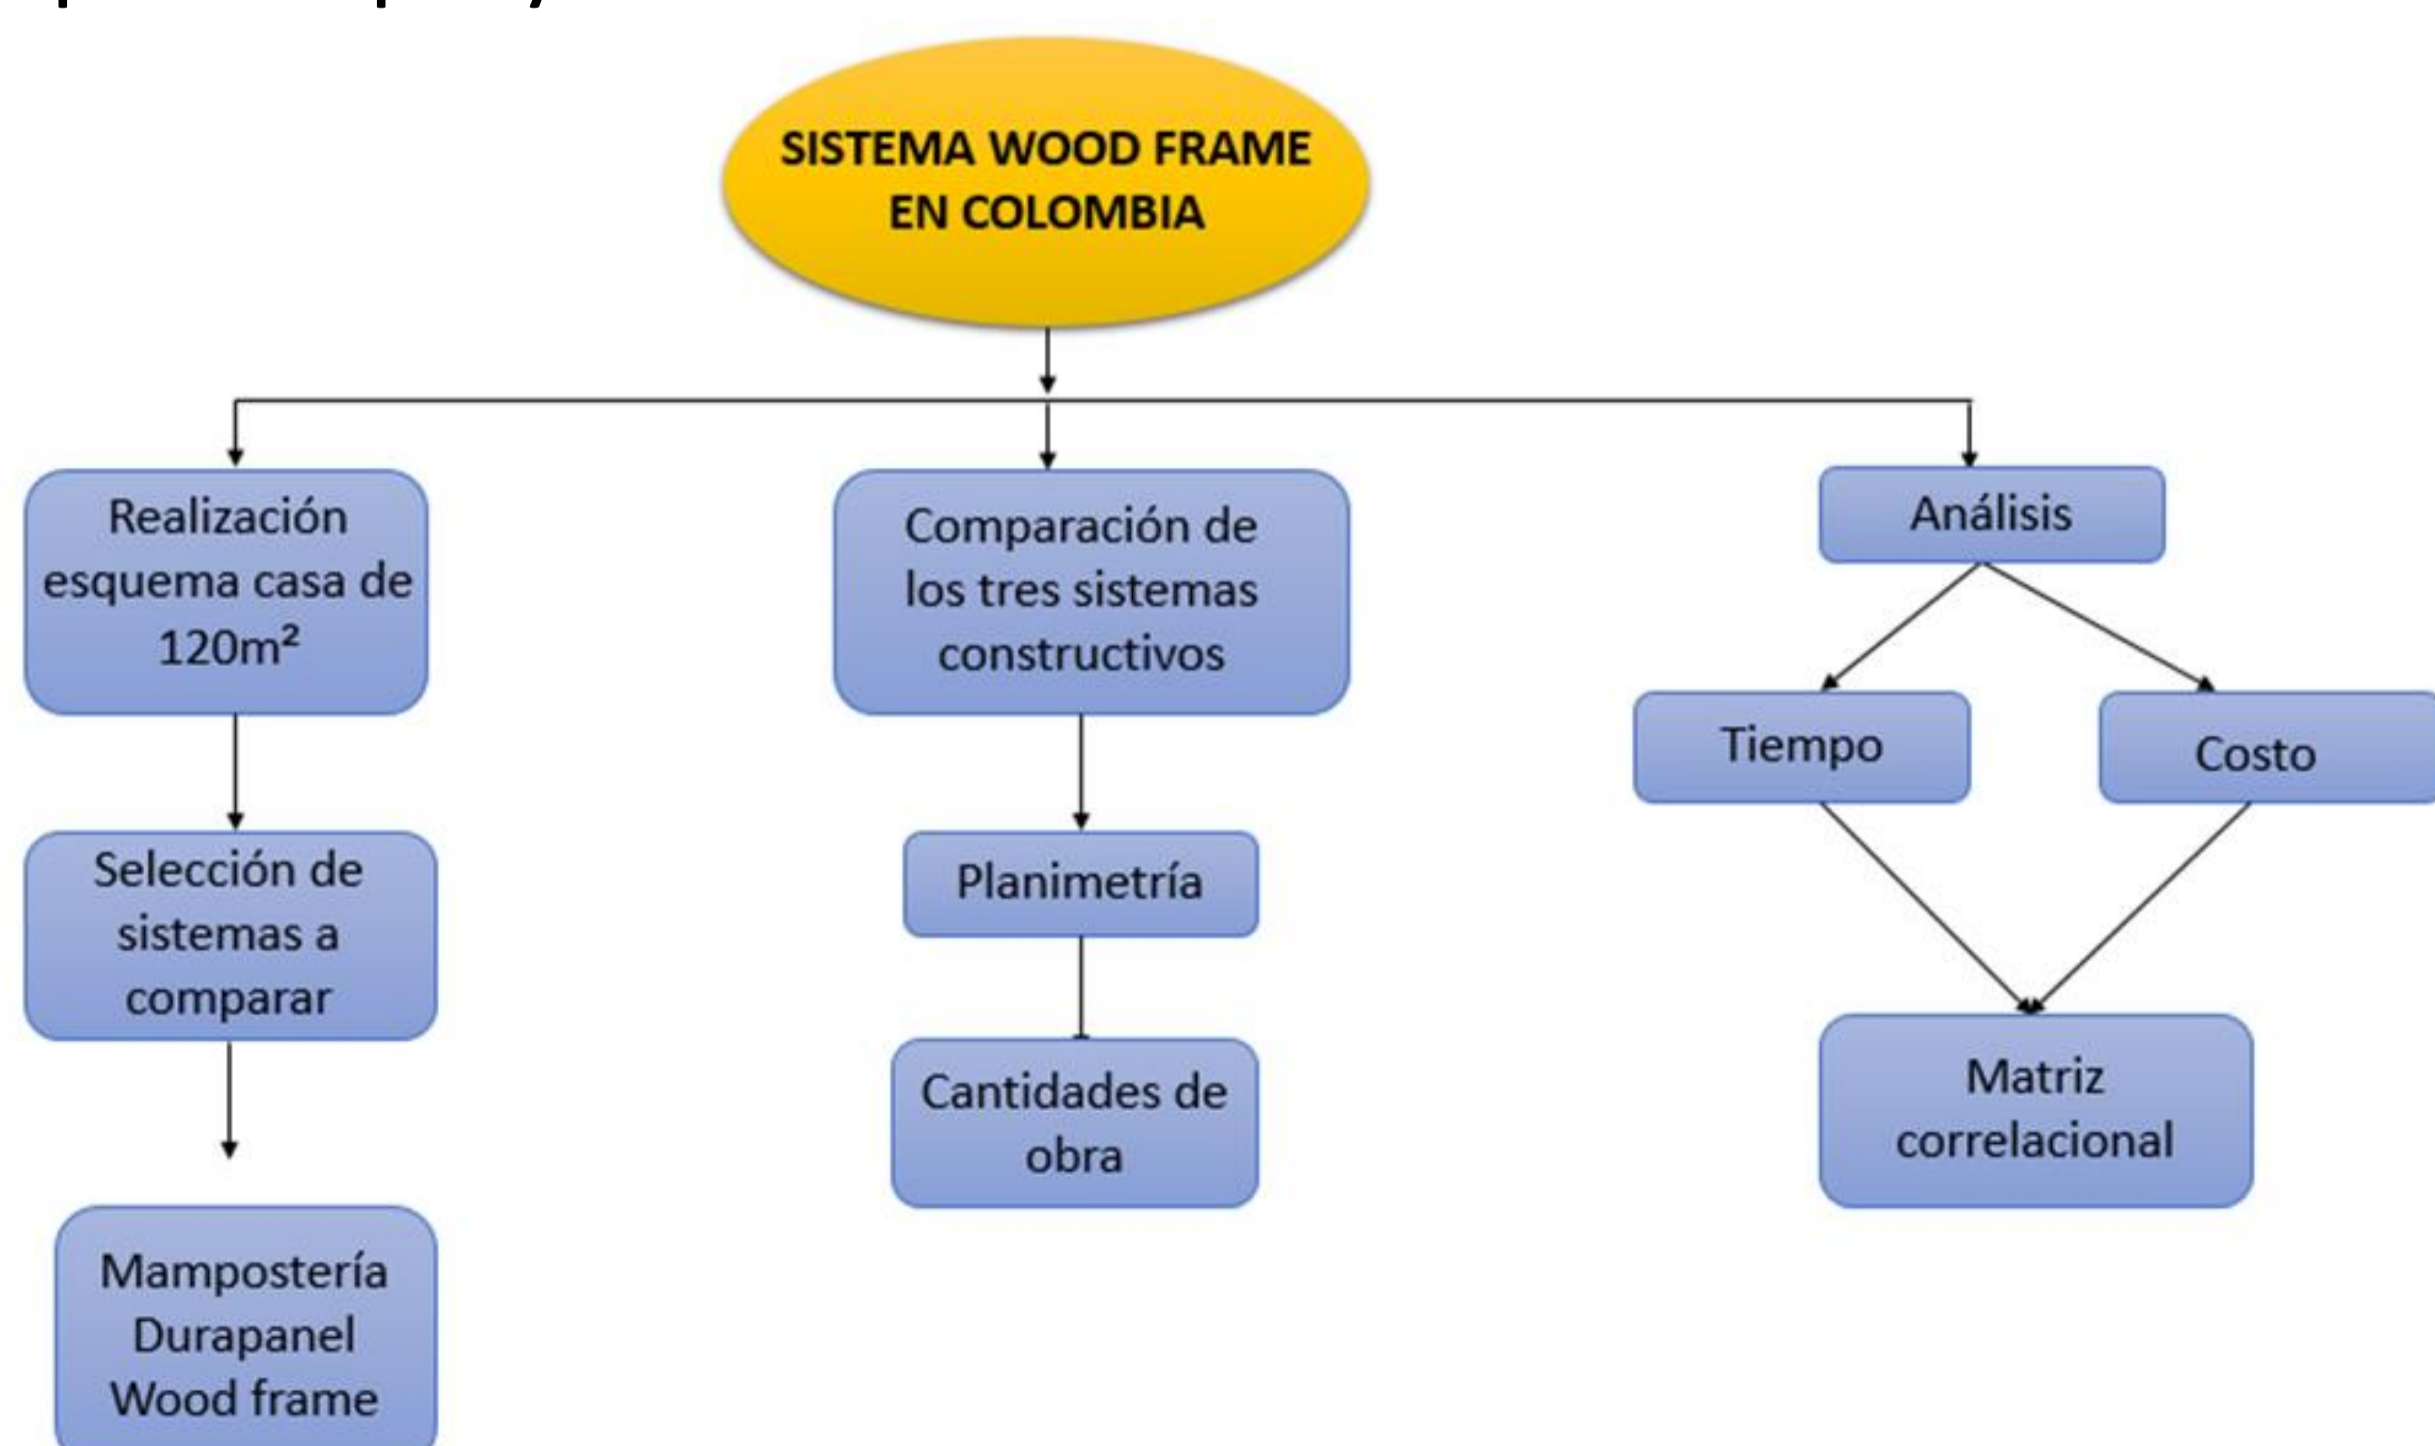 SISTEMA WOOD FRAME
EN COLOMBIA
Realización
esquema casa de
120m²
Selección de
sistemas a
comparar
Mampostería
Durapanel
Wood frame
Comparación de
los tres sistemas
constructivos
Planimetría
Cantidades de
obra
Análisis
Tiempo
Costo
Matriz
correlacional